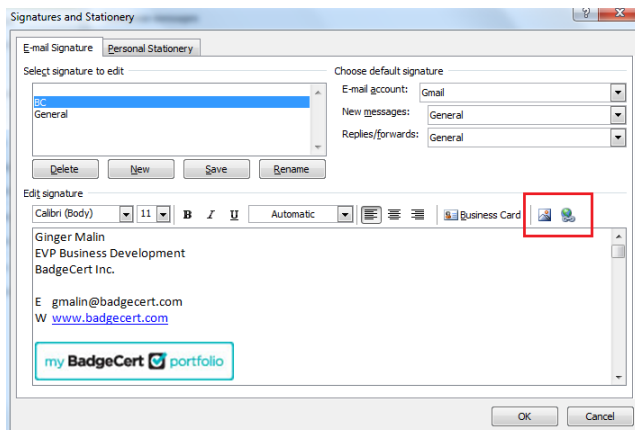 Signatures and Stationery
E-mail Signature Personal Stationery
Select signature to edit
BC
General
Delete New Save Rename
Choose default signature
E-mail account: Gmail
New messages: General
Replies/forwards: General
Edit signature
Calibri (Body) 11 B I U Automatic Business Card
Ginger Malin
EVP Business Development
BadgeCert Inc.
E gmalin@badgecert.com
W www.badgecert.com
my BadgeCert portfolio
OK Cancel